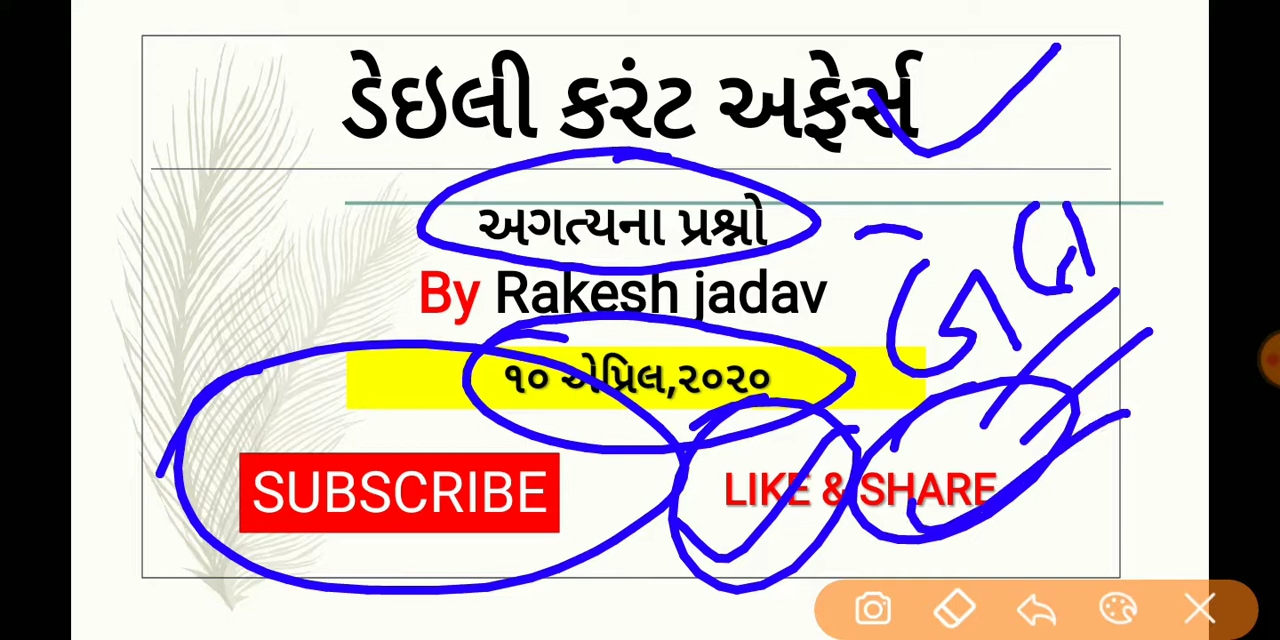 ડેઇલી કરંટ અફેર્સ
અગત્યના પ્રશ્નો
By Rakesh jadav
૧૦ એપ્રિલ,૨૦૨૦
SUBSCRIBE
LIKE & SHARE